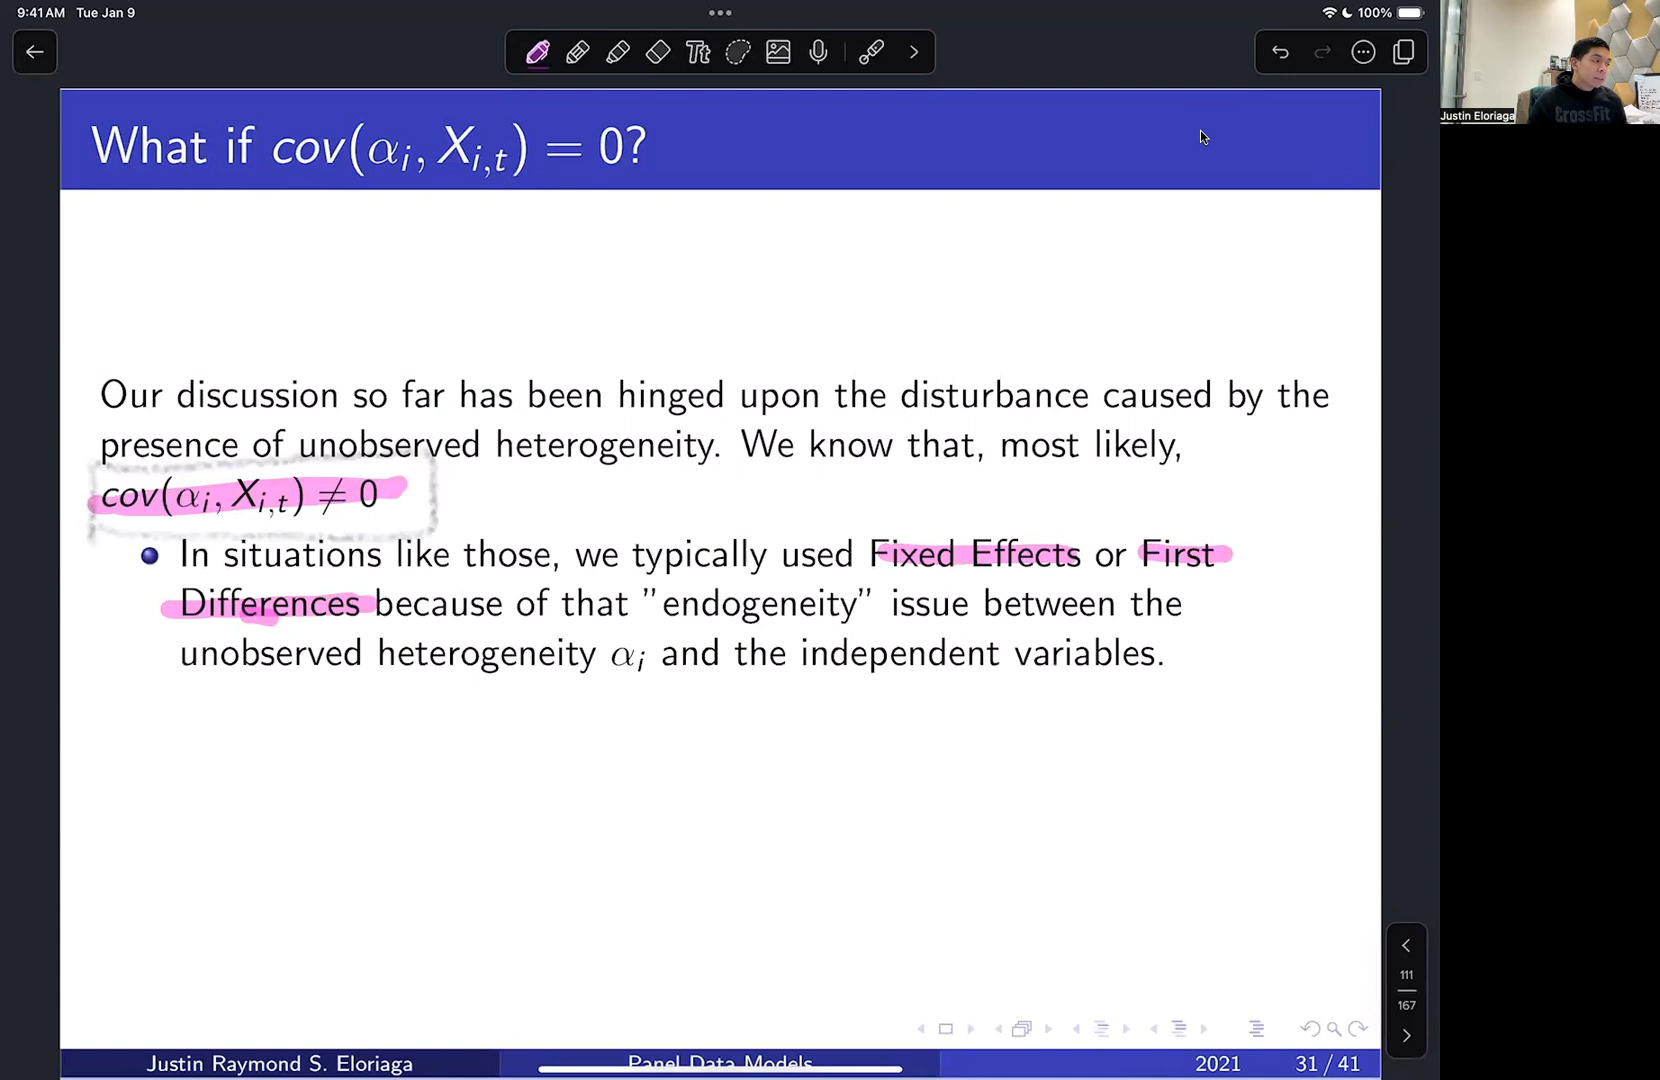 9:41 AM Tue Jan 9
100%
Tt
Justin Eloriaga
CrossFit
What if cov(αᵢ, Xᵢ,ₜ) = 0?
Our discussion so far has been hinged upon the disturbance caused by the
presence of unobserved heterogeneity. We know that, most likely,
cov(αᵢ, Xᵢ,ₜ) ≠ 0
In situations like those, we typically used Fixed Effects or First
Differences because of that ”endogeneity” issue between the
unobserved heterogeneity αᵢ and the independent variables.
111
167
Justin Raymond S. Eloriaga Panel Data Models 2021 31 / 41